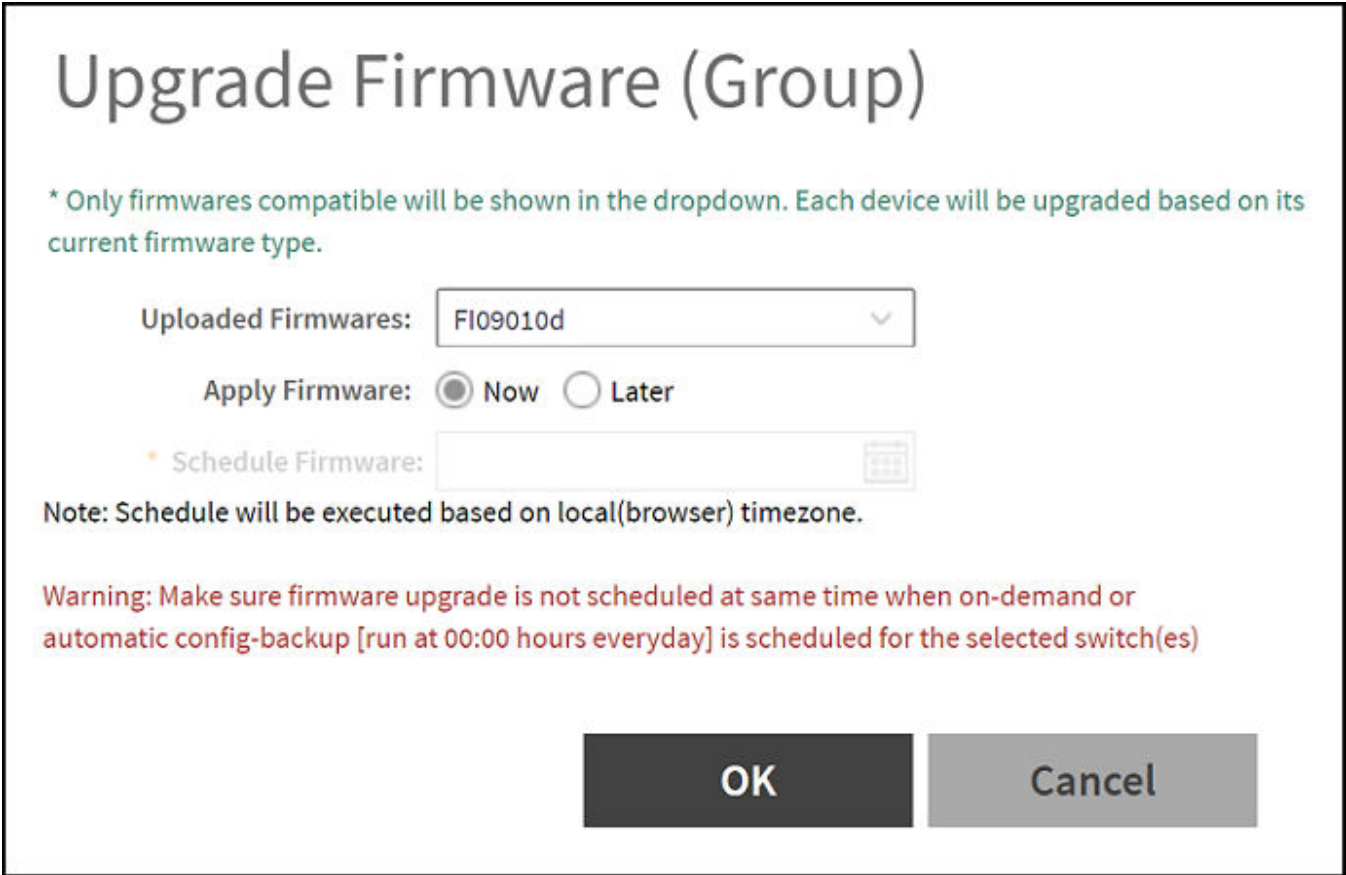 Upgrade Firmware (Group)
* Only firmwares compatible will be shown in the dropdown. Each device will be upgraded based on its
current firmware type.
Uploaded Firmwares: FI09010d
Apply Firmware: Now Later
* Schedule Firmware:
Note: Schedule will be executed based on local(browser) timezone.
Warning: Make sure firmware upgrade is not scheduled at same time when on-demand or
automatic config-backup [run at 00:00 hours everyday] is scheduled for the selected switch(es)
OK Cancel